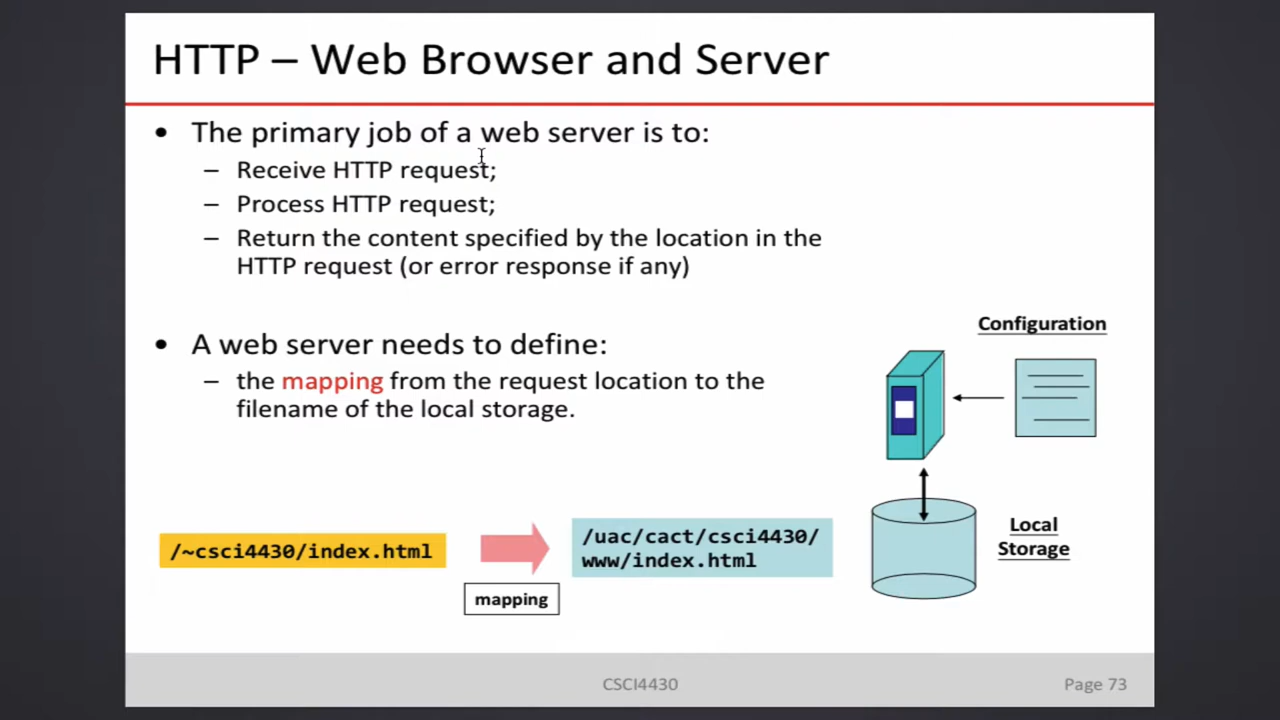 HTTP – Web Browser and Server
• The primary job of a web server is to:
– Receive HTTP request;
– Process HTTP request;
– Return the content specified by the location in the
HTTP request (or error response if any)
• A web server needs to define:
– the mapping from the request location to the
filename of the local storage.
Configuration
Local
Storage
/~csci4430/index.html
mapping
/uac/cact/csci4430/
www/index.html
CSCI4430
Page 73